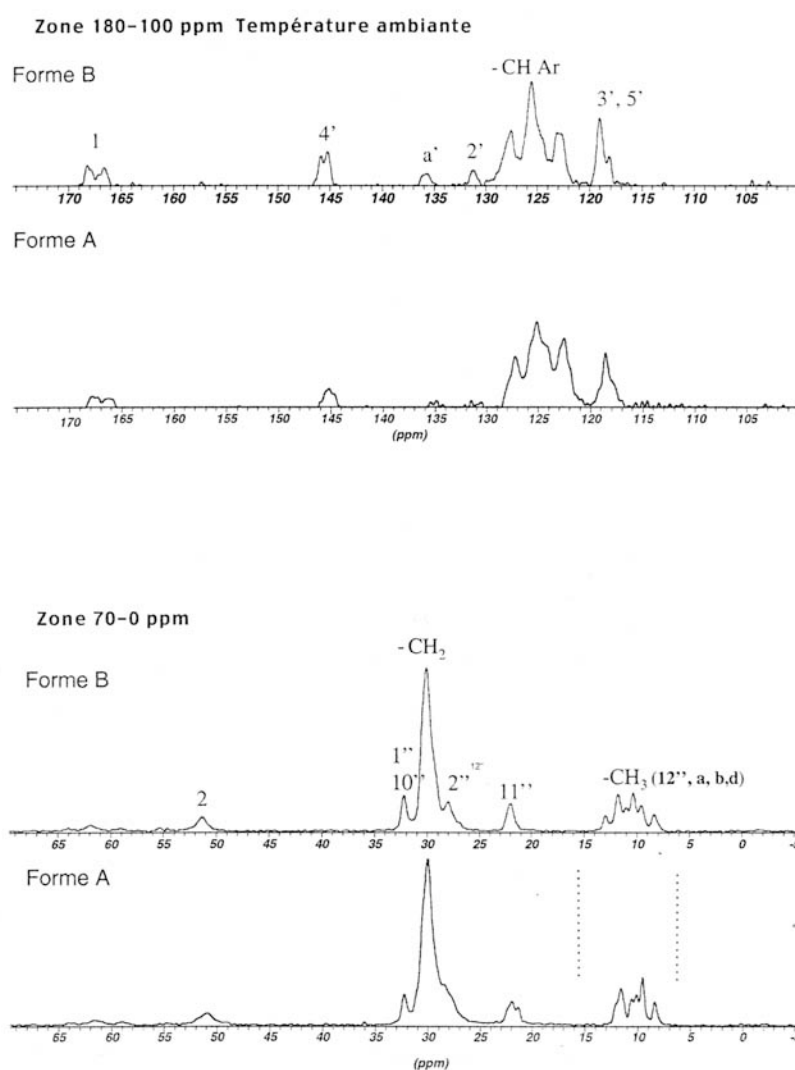 Zone 180-100 ppm Température ambiante
Forme B
- CH Ar
1
4'
a'
2'
3', 5'
170 165 160 155 150 145 140 135 130 125 120 115 110 105
Forme A
170 165 160 155 150 145 140 135 130 125 120 115 110 105
(ppm)
Zone 70-0 ppm
- CH2
Forme B
1''
10''
2
2''
11''
-CH3 (12'', a, b,d)
65 60 55 50 45 40 35 30 25 20 15 10 5 0
Forme A
65 60 55 50 45 40 35 30 25 20 15 10 5 0
(ppm)